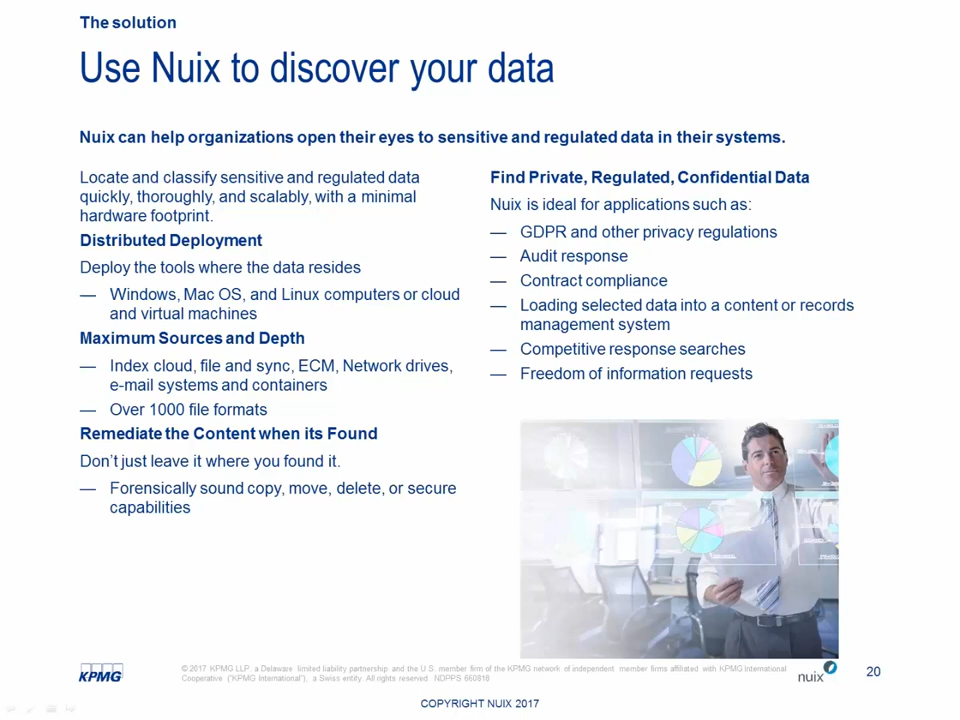 The solution
Use Nuix to discover your data
Nuix can help organizations open their eyes to sensitive and regulated data in their systems.
Locate and classify sensitive and regulated data
quickly, thoroughly, and scalably, with a minimal
hardware footprint.
Distributed Deployment
Deploy the tools where the data resides
— Windows, Mac OS, and Linux computers or cloud
and virtual machines
Maximum Sources and Depth
— Index cloud, file and sync, ECM, Network drives,
e-mail systems and containers
— Over 1000 file formats
Remediate the Content when its Found
Don't just leave it where you found it.
— Forensically sound copy, move, delete, or secure
capabilities
Find Private, Regulated, Confidential Data
Nuix is ideal for applications such as:
— GDPR and other privacy regulations
— Audit response
— Contract compliance
— Loading selected data into a content or records
management system
— Competitive response searches
— Freedom of information requests
KPMG
© 2017 KPMG LLP, a Delaware limited liability partnership and the U.S. member firm of the KPMG network of independent member firms affiliated with KPMG International
Cooperative ("KPMG International"), a Swiss entity. All rights reserved. NDPPS 660818
nuix
20
COPYRIGHT NUIX 2017